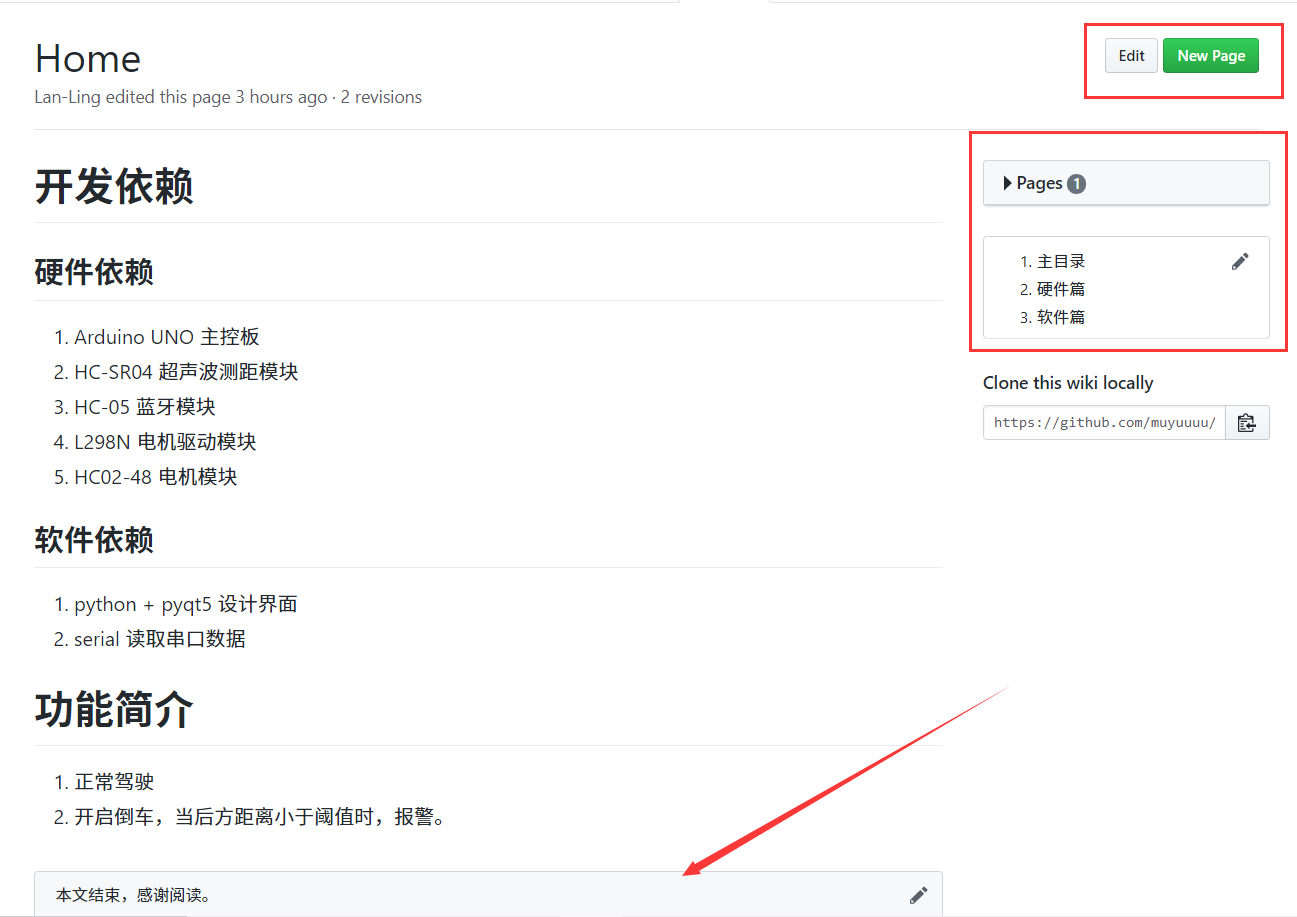 Home
Edit
New Page
Lan-Ling edited this page 3 hours ago · 2 revisions
开发依赖
硬件依赖
1. Arduino UNO 主控板
2. HC-SR04 超声波测距模块
3. HC-05 蓝牙模块
4. L298N 电机驱动模块
5. HC02-48 电机模块
软件依赖
1. python + pyqt5 设计界面
2. serial 读取串口数据
功能简介
1. 正常驾驶
2. 开启倒车，当后方距离小于阈值时，报警。
本文结束，感谢阅读。
Pages 1
1. 主目录
2. 硬件篇
3. 软件篇
Clone this wiki locally
https://github.com/muyuuuu/